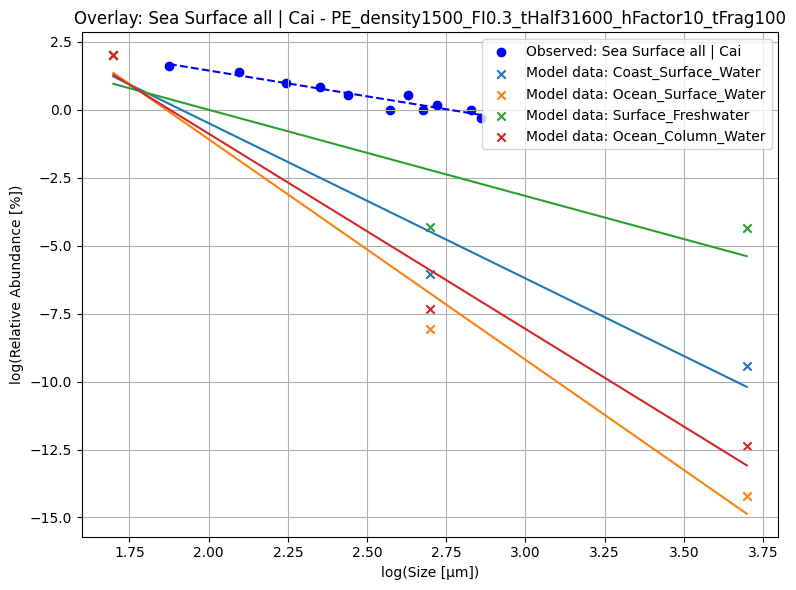 Overlay: Sea Surface all | Cai - PE_density1500_FI0.3_tHalf31600_hFactor10_tFrag100
Observed: Sea Surface all | Cai
Model data: Coast_Surface_Water
Model data: Ocean_Surface_Water
Model data: Surface_Freshwater
Model data: Ocean_Column_Water
log(Relative Abundance [%])
2.5
0.0
−2.5
−5.0
−7.5
−10.0
−12.5
−15.0
1.75
2.00
2.25
2.50
2.75
3.00
3.25
3.50
3.75
log(Size [µm])